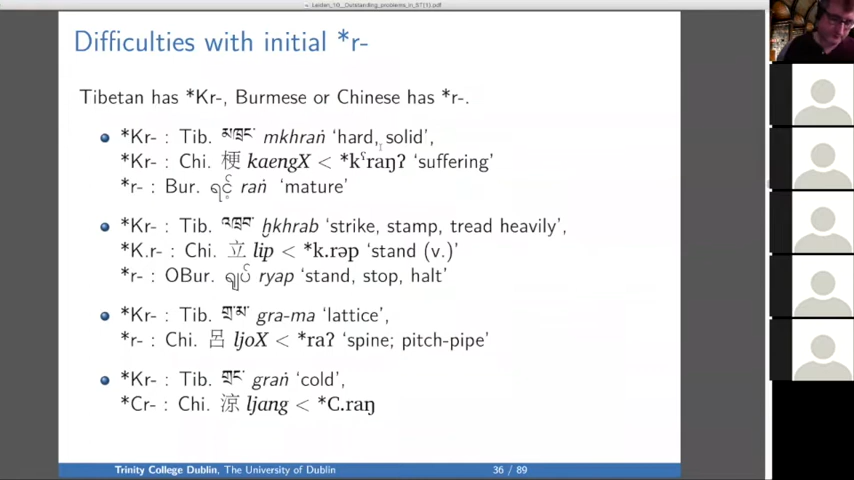 Leidan_10__Outstanding_problems_in_BT(1).pdf
Difficulties with initial *r-
Tibetan has *Kr-, Burmese or Chinese has *r-.
*Kr- : Tib. མཁྲང་ mkhraṅ ‘hard, solid’,
*Kr- : Chi. 梗 kaengX < *kˤraŋʔ ‘suffering’
*r- : Bur. ရင့် raṅ ‘mature’
*Kr- : Tib. འཁྲབ་ ḫkhrab ‘strike, stamp, tread heavily’,
*K.r- : Chi. 立 lip < *k.rəp ‘stand (v.)’
*r- : OBur. ရျပ် ryap ‘stand, stop, halt’
*Kr- : Tib. གྲ་མ་ gra-ma ‘lattice’,
*r- : Chi. 呂 ljoX < *raʔ ‘spine; pitch-pipe’
*Kr- : Tib. གྲང་ graṅ ‘cold’,
*Cr- : Chi. 涼 ljang < *C.raŋ
Trinity College Dublin, The University of Dublin 36 / 89